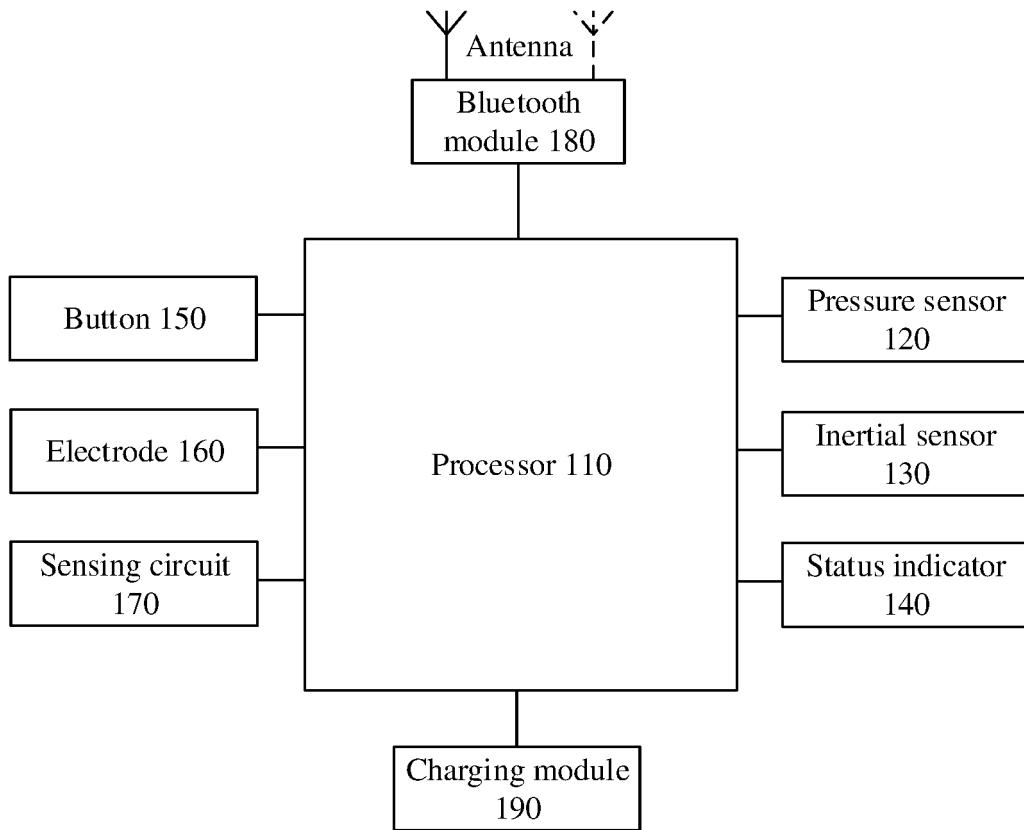 Antenna
Bluetooth
module 180
Button 150
Pressure sensor
120
Electrode 160
Processor 110
Inertial sensor
130
Sensing circuit
170
Status indicator
140
Charging module
190